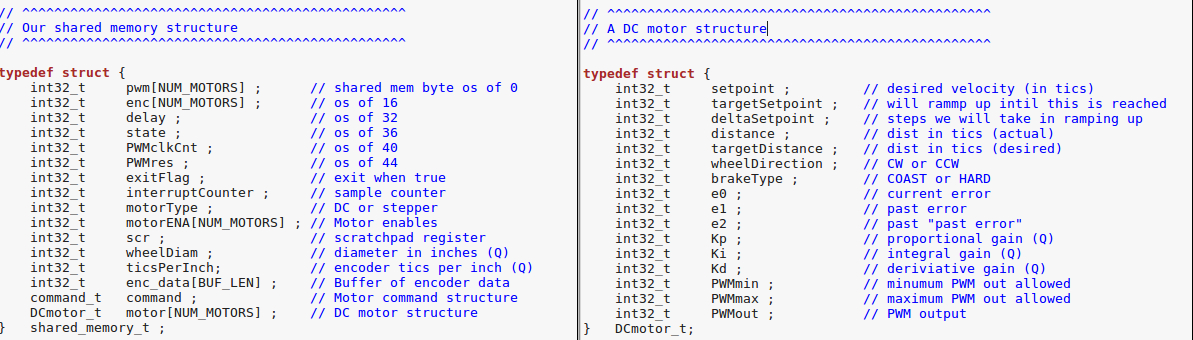 // ^^^^^^^^^^^^^^^^^^^^^^^^^^^^^^^^^^^^^^^^^^^^^^^^
// Our shared memory structure
// ^^^^^^^^^^^^^^^^^^^^^^^^^^^^^^^^^^^^^^^^^^^^^^^^
typedef struct {
int32_t pwm[NUM_MOTORS] ; // shared mem byte os of 0
int32_t enc[NUM_MOTORS] ; // os of 16
int32_t delay ; // os of 32
int32_t state ; // os of 36
int32_t PWMclkCnt ; // os of 40
int32_t PWMres ; // os of 44
int32_t exitFlag ; // exit when true
int32_t interruptCounter ; // sample counter
int32_t motorType ; // DC or stepper
int32_t motorENA[NUM_MOTORS] ; // Motor enables
int32_t scr ; // scratchpad register
int32_t wheelDiam ; // diameter in inches (Q)
int32_t ticsPerInch; // encoder tics per inch (Q)
int32_t enc_data[BUF_LEN] ; // Buffer of encoder data
command_t command ; // Motor command structure
DCmotor_t motor[NUM_MOTORS] ; // DC motor structure
} shared_memory_t ;
// ^^^^^^^^^^^^^^^^^^^^^^^^^^^^^^^^^^^^^^^^^^^^^^^^
// A DC motor structure
// ^^^^^^^^^^^^^^^^^^^^^^^^^^^^^^^^^^^^^^^^^^^^^^^^
typedef struct {
int32_t setpoint ; // desired velocity (in tics)
int32_t targetSetpoint ; // will rammp up intil this is reached
int32_t deltaSetpoint ; // steps we will take in ramping up
int32_t distance ; // dist in tics (actual)
int32_t targetDistance ; // dist in tics (desired)
int32_t wheelDirection ; // CW or CCW
int32_t brakeType ; // COAST or HARD
int32_t e0 ; // current error
int32_t e1 ; // past error
int32_t e2 ; // past "past error"
int32_t Kp ; // proportional gain (Q)
int32_t Ki ; // integral gain (Q)
int32_t Kd ; // deriviative gain (Q)
int32_t PWMmin ; // minumum PWM out allowed
int32_t PWMmax ; // maximum PWM out allowed
int32_t PWMout ; // PWM output
} DCmotor_t;